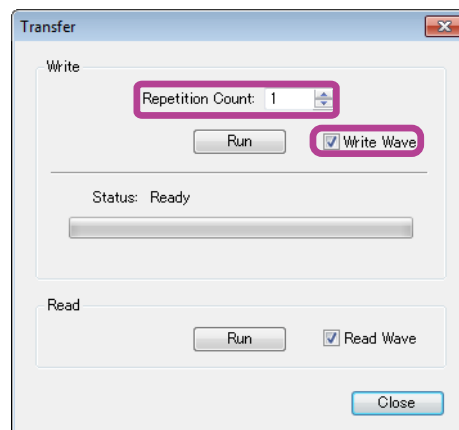 Transfer
Write
Repetition Count: 1
Run Write Wave
Status: Ready
Read
Run Read Wave
Close